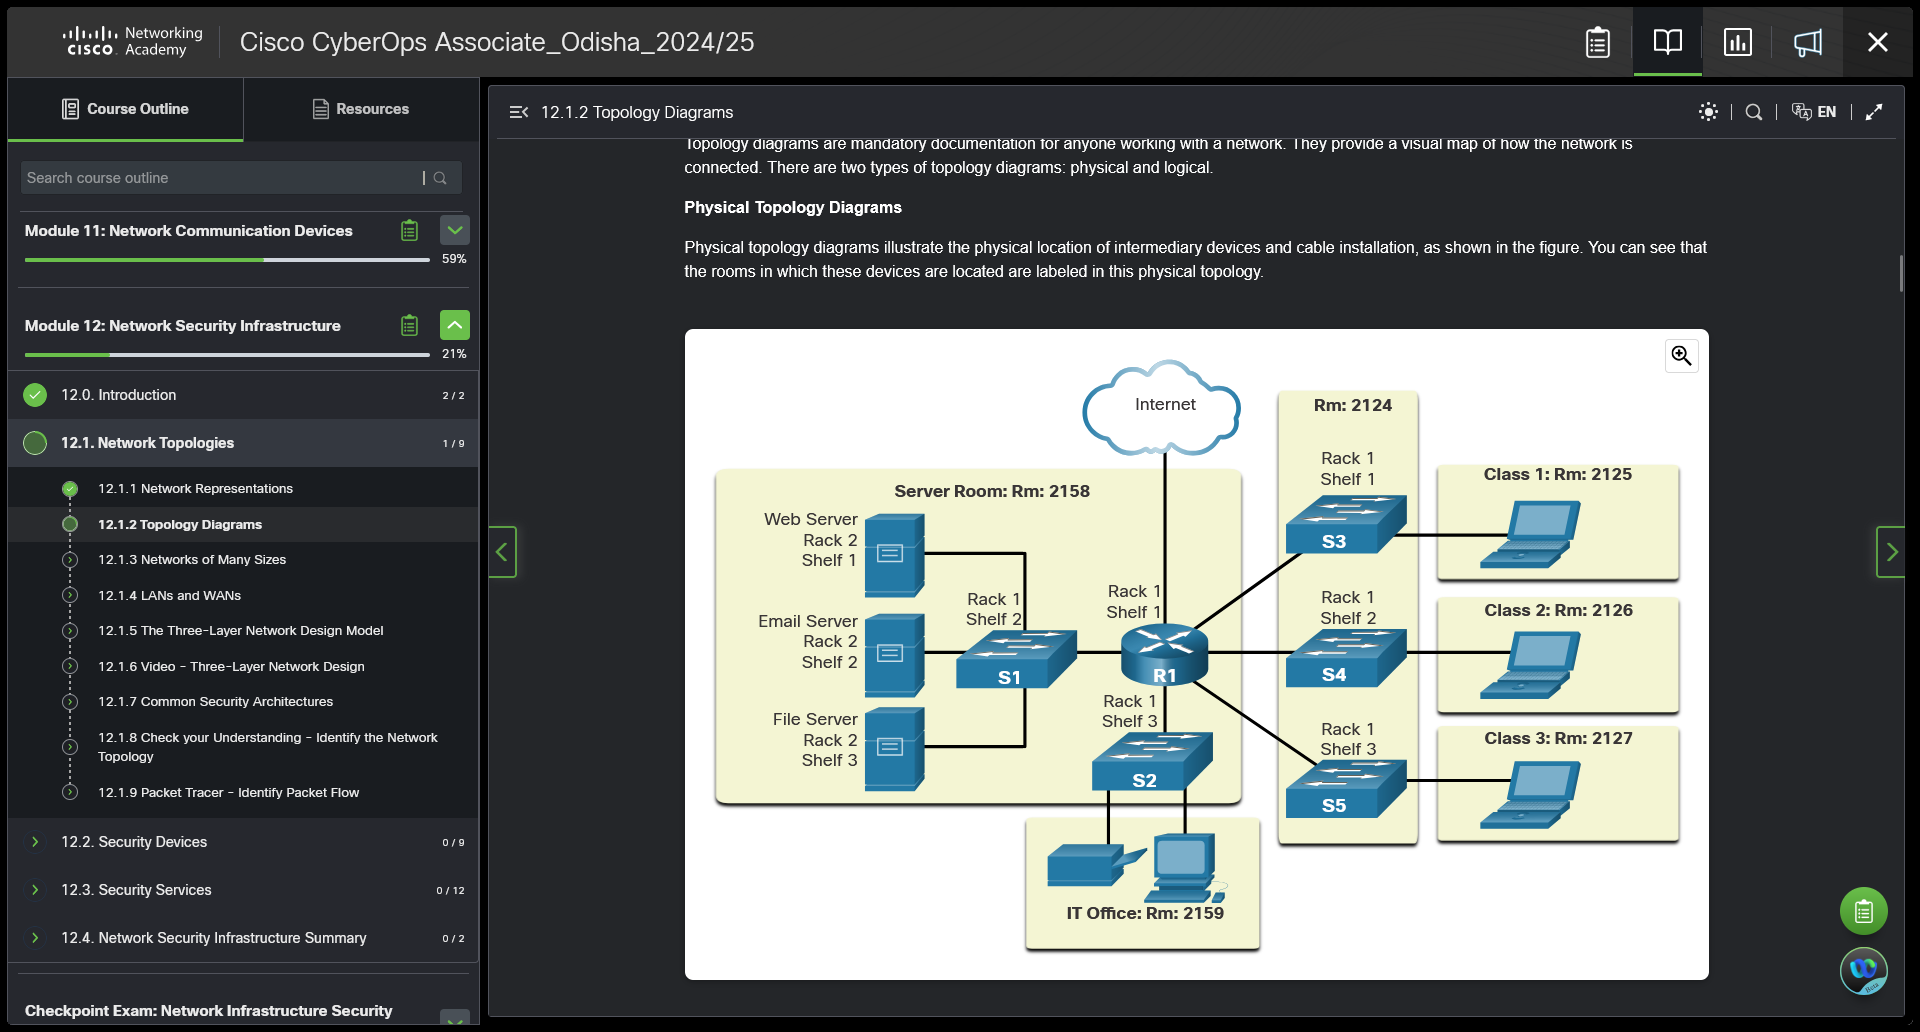 Networking
Academy
CISCO
Cisco CyberOps Associate_Odisha_2024/25
Course Outline
Resources
Search course outline
Module 11: Network Communication Devices
59%
Module 12: Network Security Infrastructure
21%
12.0. Introduction
2 / 2
12.1. Network Topologies
1 / 9
12.1.1 Network Representations
12.1.2 Topology Diagrams
12.1.3 Networks of Many Sizes
12.1.4 LANs and WANs
12.1.5 The Three-Layer Network Design Model
12.1.6 Video - Three-Layer Network Design
12.1.7 Common Security Architectures
12.1.8 Check your Understanding - Identify the Network
Topology
12.1.9 Packet Tracer - Identify Packet Flow
12.2. Security Devices
0 / 9
12.3. Security Services
0 / 12
12.4. Network Security Infrastructure Summary
0 / 2
Checkpoint Exam: Network Infrastructure Security
12.1.2 Topology Diagrams
EN
Topology diagrams are mandatory documentation for anyone working with a network. They provide a visual map of how the network is
connected. There are two types of topology diagrams: physical and logical.
Physical Topology Diagrams
Physical topology diagrams illustrate the physical location of intermediary devices and cable installation, as shown in the figure. You can see that
the rooms in which these devices are located are labeled in this physical topology.
Internet
Server Room: Rm: 2158
Web Server
Rack 2
Shelf 1
Email Server
Rack 2
Shelf 2
File Server
Rack 2
Shelf 3
Rack 1
Shelf 2
S1
Rack 1
Shelf 1
R1
Rack 1
Shelf 3
S2
IT Office: Rm: 2159
Rm: 2124
Rack 1
Shelf 1
S3
Rack 1
Shelf 2
S4
Rack 1
Shelf 3
S5
Class 1: Rm: 2125
Class 2: Rm: 2126
Class 3: Rm: 2127
Beta